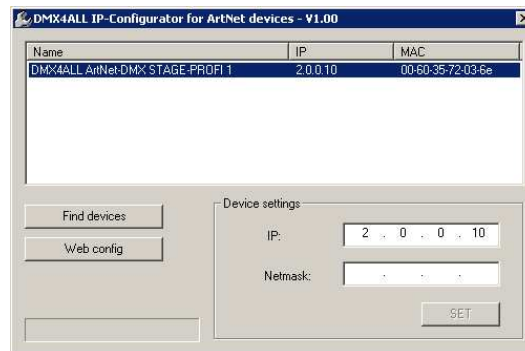 DMX4ALL IP-Configurator for ArtNet devices - V1.00
Name IP MAC
DMX4ALL ArtNet-DMX STAGE-PROFI 1 2.0.0.10 00-60-35-72-03-6e
Find devices
Web config
Device settings
IP: 2 . 0 . 0 . 10
Netmask: . . .
SET